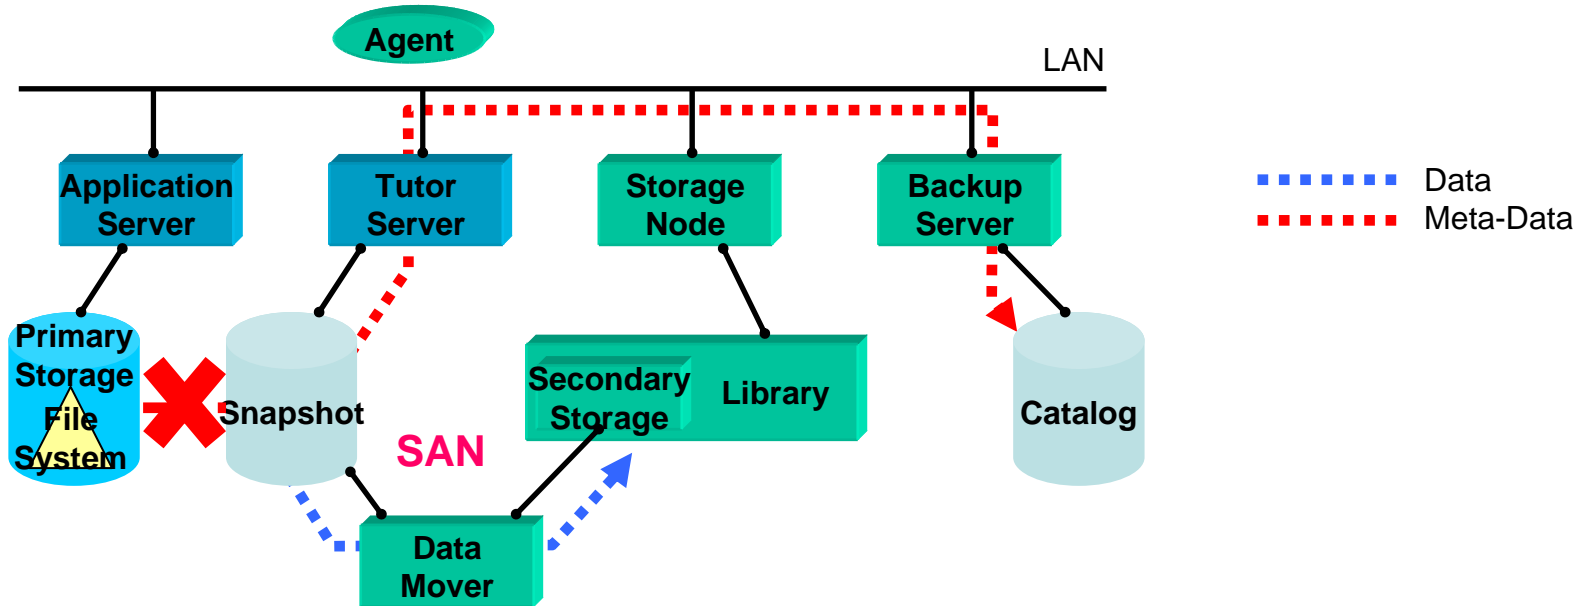 Agent
LAN
Application
Server
Tutor
Server
Storage
Node
Backup
Server
Data
Meta-Data
Primary
Storage
File
System
Snapshot
Secondary
Storage
Library
Catalog
SAN
Data
Mover